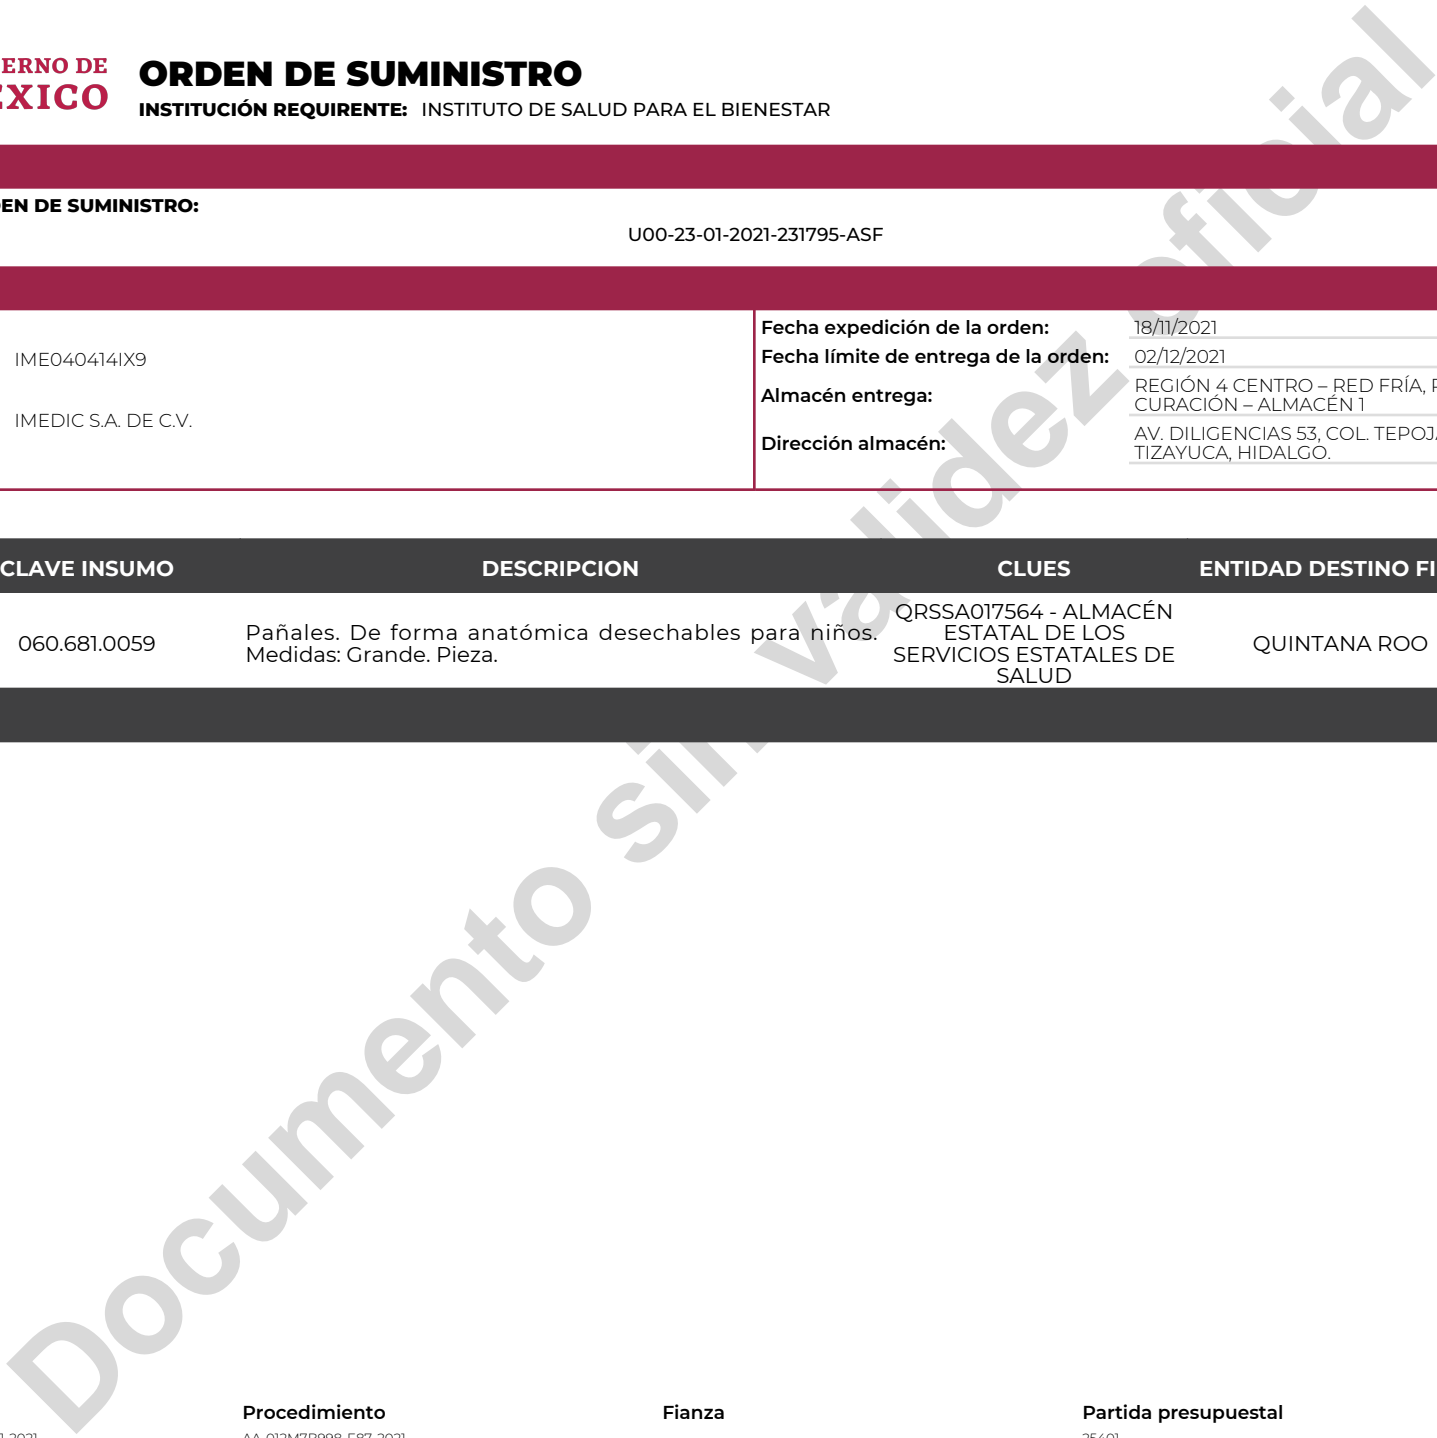 ERNO DE
EXICO
ORDEN DE SUMINISTRO
INSTITUCIÓN REQUIRENTE: INSTITUTO DE SALUD PARA EL BIENESTAR
EN DE SUMINISTRO:
U00-23-01-2021-231795-ASF
IME040414IX9
IMEDIC S.A. DE C.V.
Fecha expedición de la orden: 18/11/2021
Fecha límite de entrega de la orden: 02/12/2021
Almacén entrega: REGIÓN 4 CENTRO – RED FRÍA,
CURACIÓN – ALMACÉN 1
Dirección almacén: AV. DILIGENCIAS 53, COL. TEPOJ
TIZAYUCA, HIDALGO.
CLAVE INSUMO DESCRIPCION CLUES ENTIDAD DESTINO FI
060.681.0059
Pañales. De forma anatómica desechables para niños.
Medidas: Grande. Pieza.
QRSSA017564 - ALMACÉN
ESTATAL DE LOS
SERVICIOS ESTATALES DE
SALUD
QUINTANA ROO
Documento sin validez oficial
Procedimiento Fianza Partida presupuestal